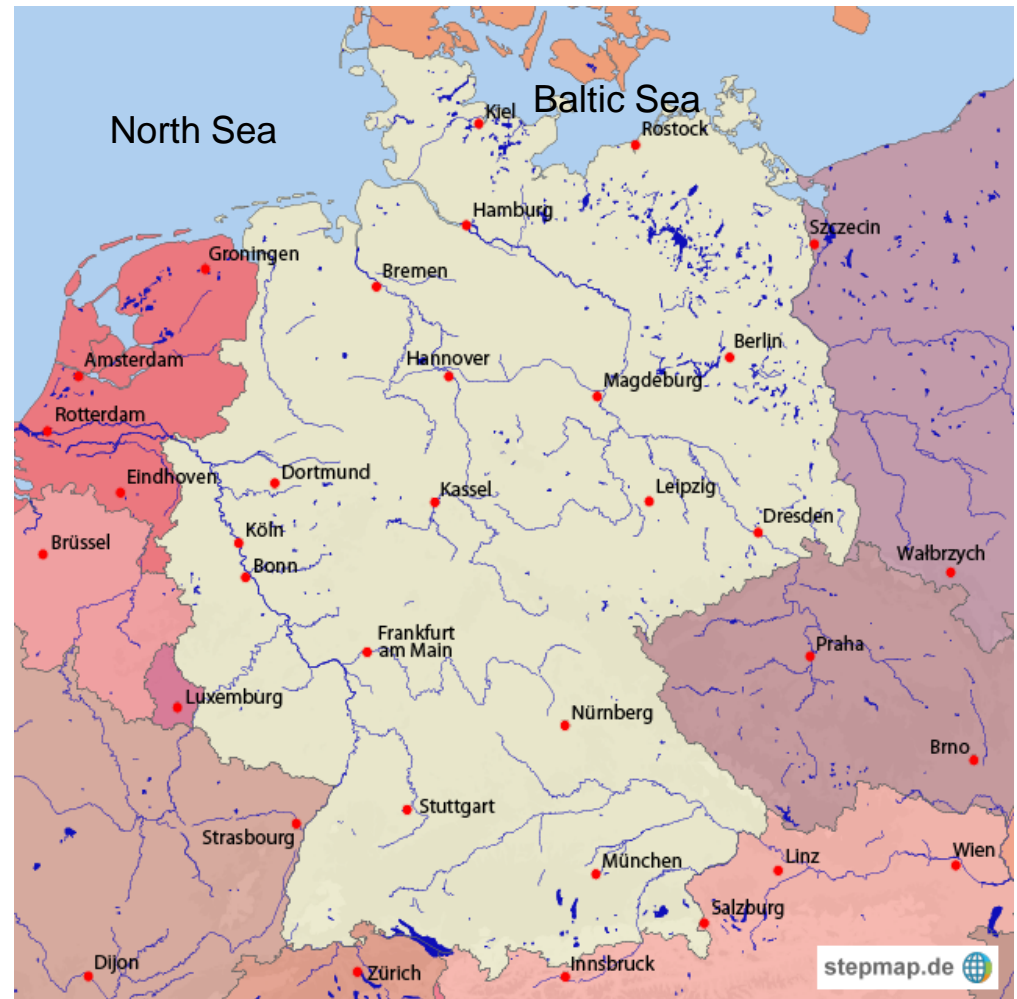 Baltic Sea
Kiel
North Sea
Rostock
Hamburg
Szczecin
Groningen
Bremen
Berlin
Hannover
Amsterdam
Magdeburg
Rotterdam
Dortmund
Eindhoven
Kassel
Leipzig
Dresden
Köln
Brüssel
Wałbrzych
Bonn
Frankfurt
am Main
Praha
Luxemburg
Nürnberg
Brno
Stuttgart
Strasbourg
München
Linz
Wien
Salzburg
Dijon
Zürich
Innsbruck
stepmap.de